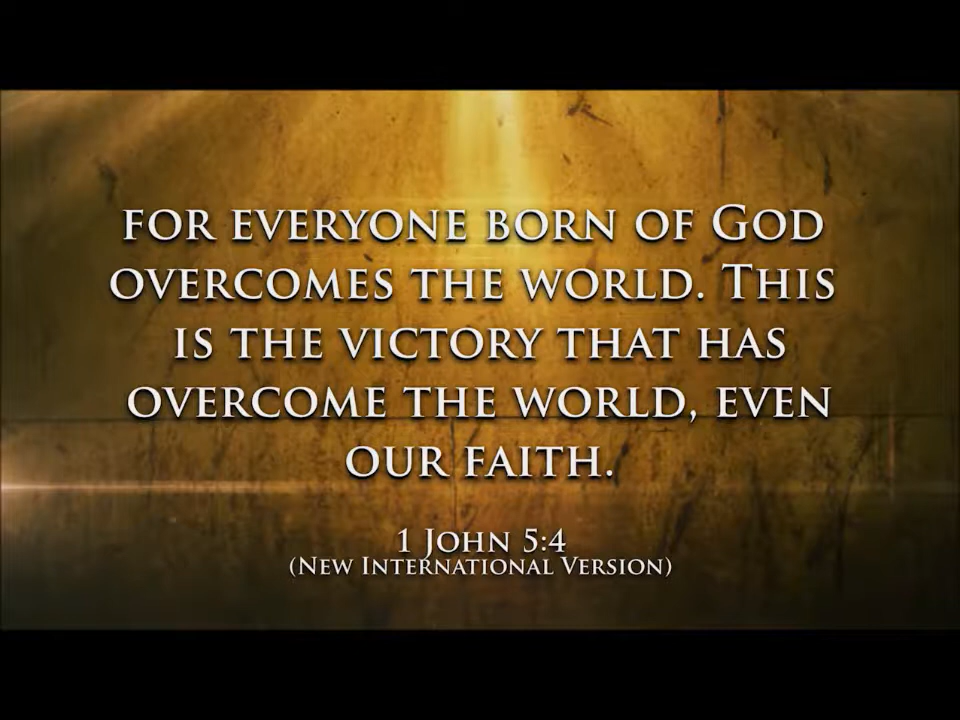 for everyone born of God
overcomes the world. This
is the victory that has
overcome the world, even
our faith.
1 John 5:4
(New International Version)